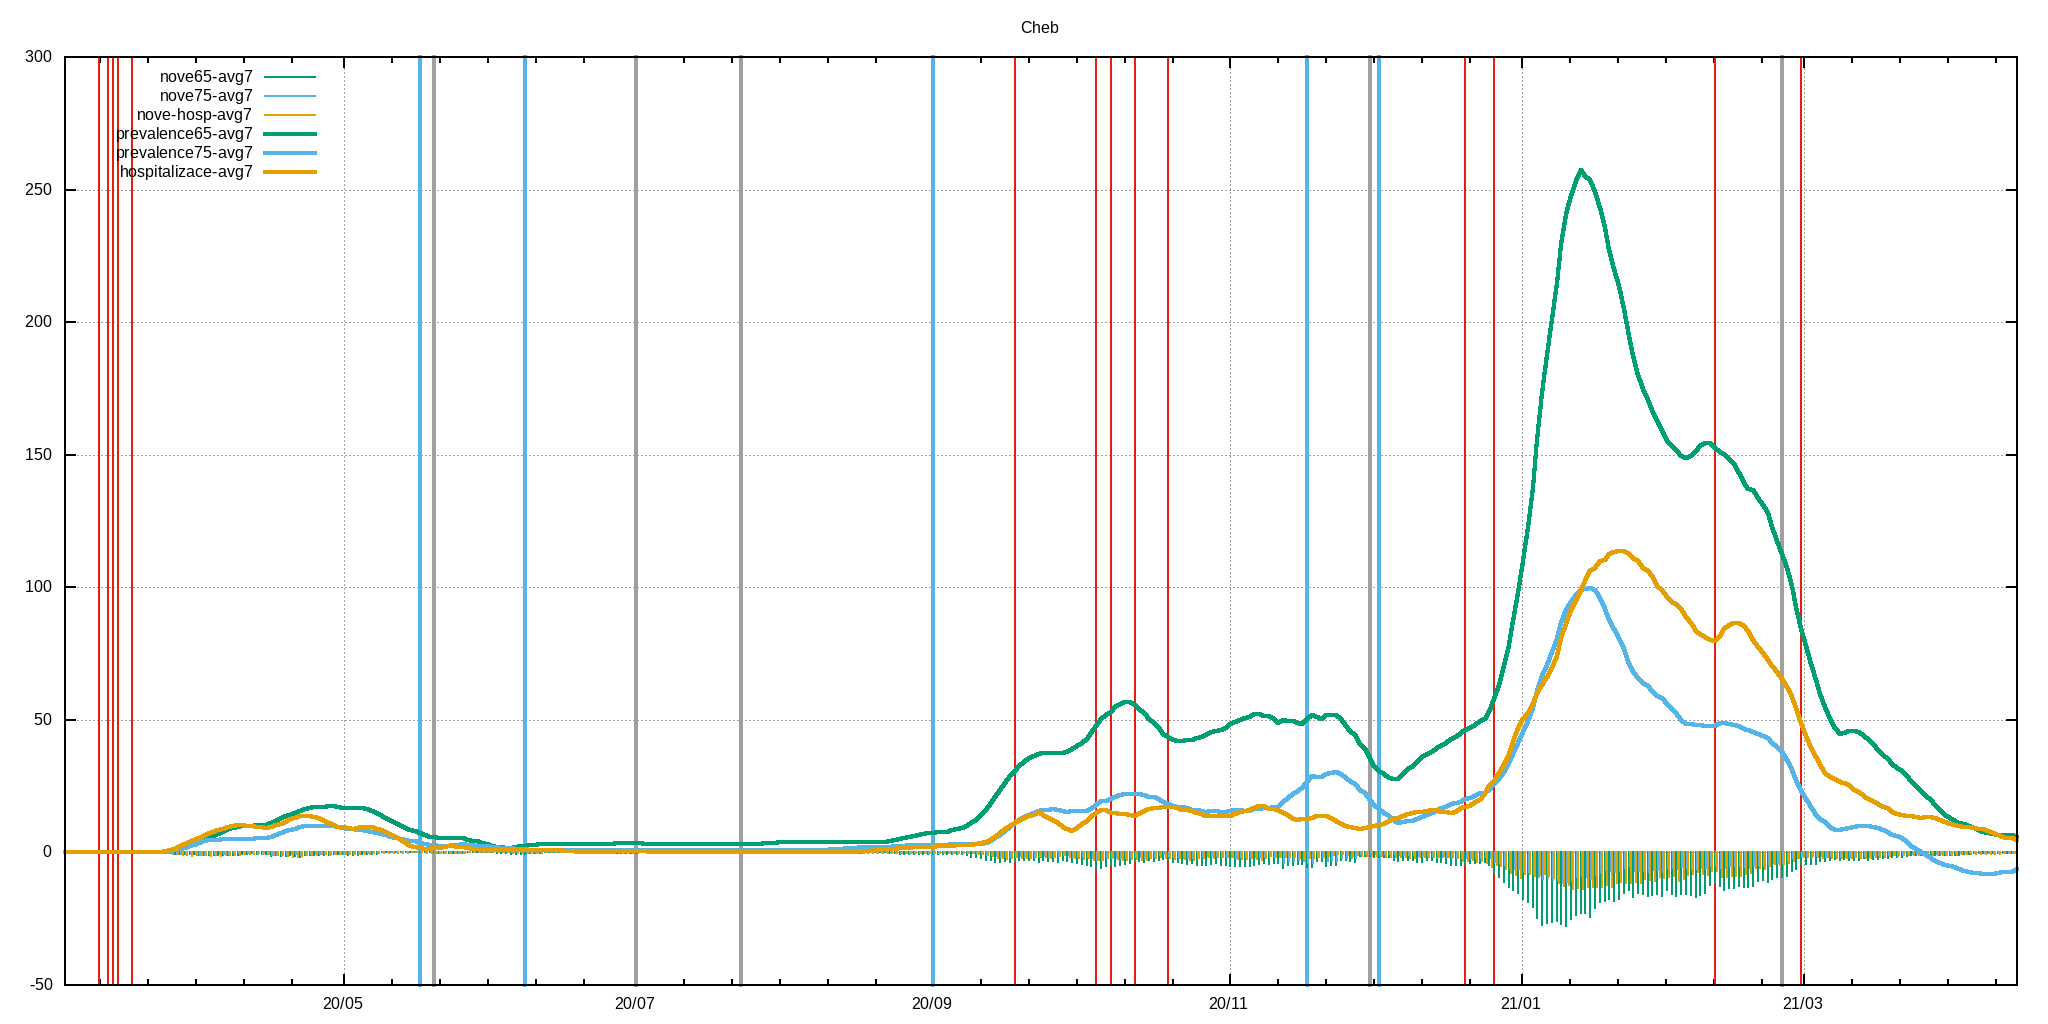 Cheb
300
250
200
150
100
50
0
-50
nove65-avg7
nove75-avg7
nove-hosp-avg7
prevalence65-avg7
prevalence75-avg7
hospitalizace-avg7
20/05 20/07 20/09 20/11 21/01 21/03